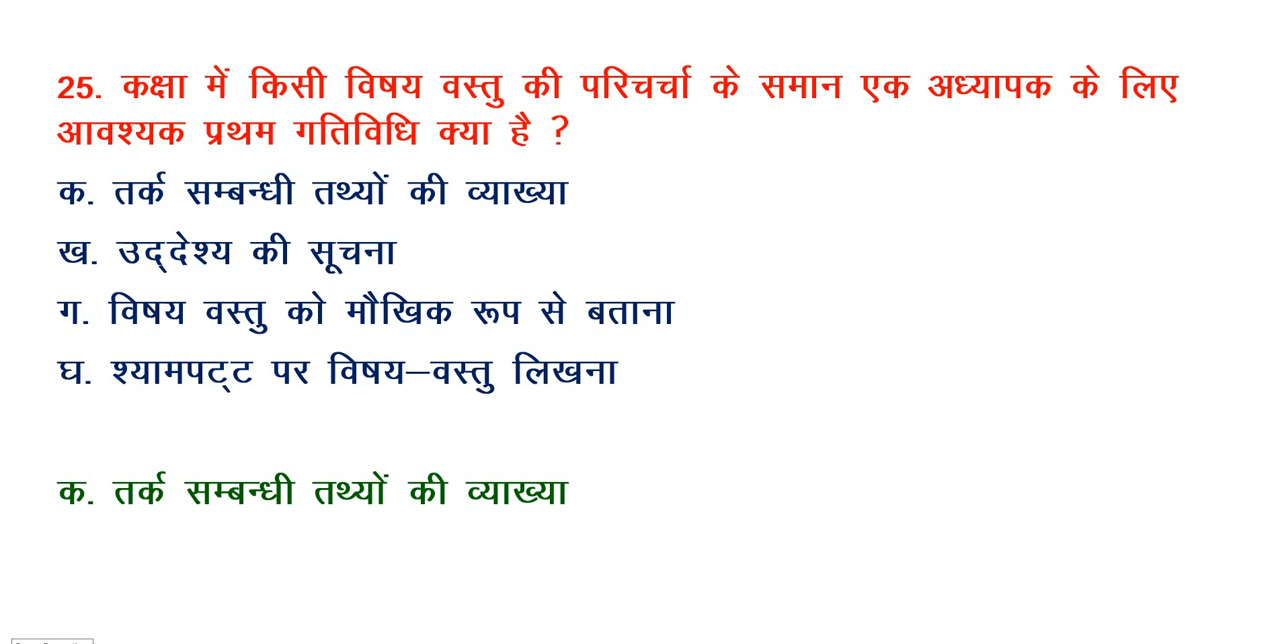 25. कक्षा में किसी विषय वस्तु की परिचर्चा के समान एक अध्यापक के लिए
आवश्यक प्रथम गतिविधि क्या है ?
क. तर्क सम्बन्धी तथ्यों की व्याख्या
ख. उद्देश्य की सूचना
ग. विषय वस्तु को मौखिक रूप से बताना
घ. श्यामपट्ट पर विषय–वस्तु लिखना
क. तर्क सम्बन्धी तथ्यों की व्याख्या